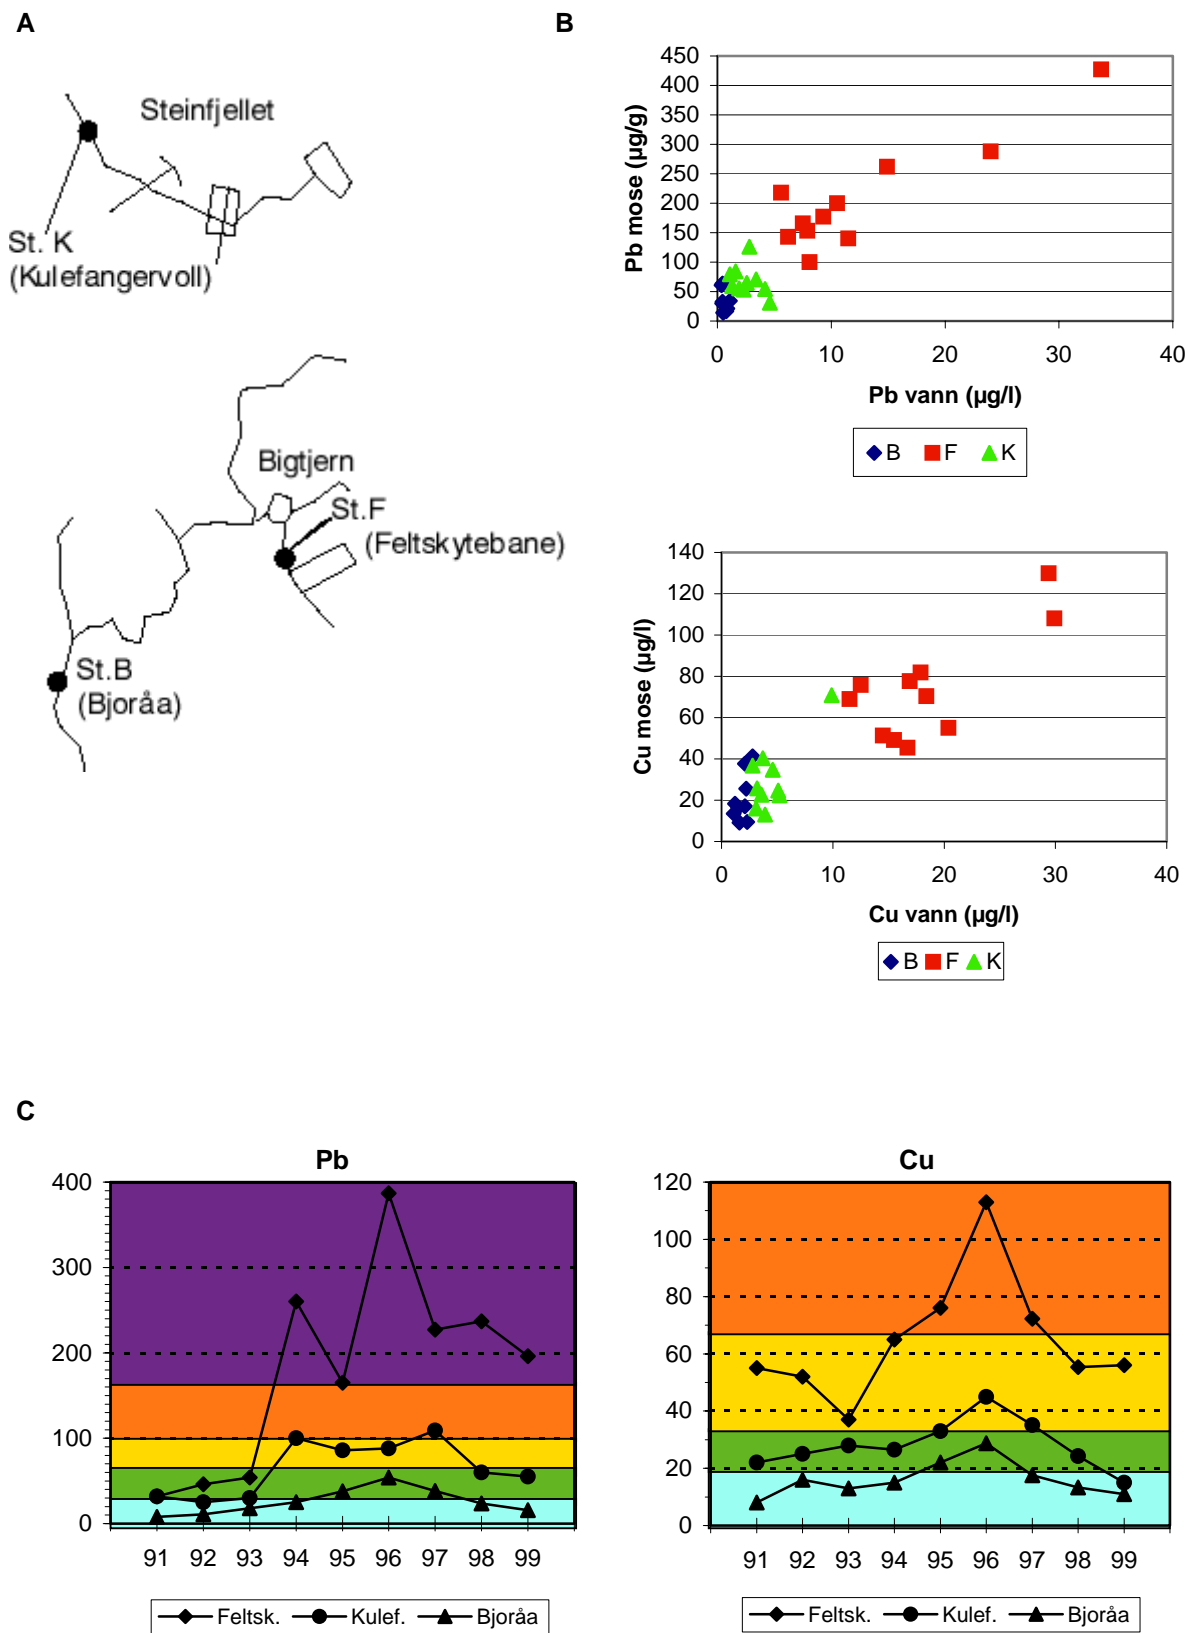 A
B
Steinfjellet
St. K
(Kulefangervoll)
Bigtjern
St.F
(Feltskytebane)
St.B
(Bjoråa)
450
400
350
300
250
200
150
100
50
0
Pb mose (µg/g)
0 10 20 30 40
Pb vann (µg/l)
B F K
140
120
100
80
60
40
20
0
Cu mose (µg/l)
0 10 20 30 40
Cu vann (µg/l)
B F K
C
Pb
400
300
200
100
0
91 92 93 94 95 96 97 98 99
Feltsk. Kulef. Bjoråa
Cu
120
100
80
60
40
20
0
91 92 93 94 95 96 97 98 99
Feltsk. Kulef. Bjoråa